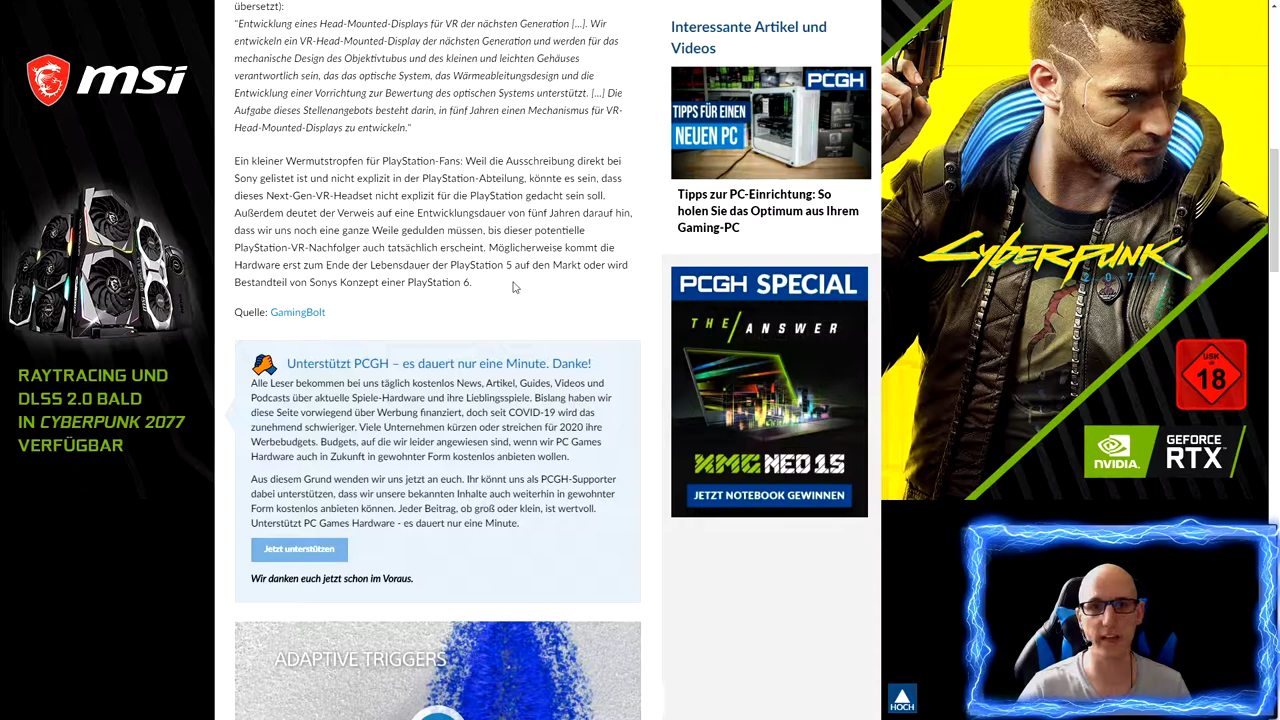 übersetzt):
"Entwicklung eines Head-Mounted-Displays für VR der nächsten Generation [...]. Wir
entwickeln ein VR-Head-Mounted-Display der nächsten Generation und werden für das
mechanische Design des Objektivtubus und des kleinen und leichten Gehäuses
verantwortlich sein, das das optische System, das Wärmeableitungsdesign und die
Entwicklung einer Vorrichtung zur Bewertung des optischen Systems unterstützt. [...] Die
Aufgabe dieses Stellenangebots besteht darin, in fünf Jahren einen Mechanismus für VR-
Head-Mounted-Displays zu entwickeln."
Ein kleiner Wermutstropfen für PlayStation-Fans: Weil die Ausschreibung direkt bei
Sony gelistet ist und nicht explizit in der PlayStation-Abteilung, könnte es sein, dass
dieses Next-Gen-VR-Headset nicht explizit für die PlayStation gedacht sein soll.
Außerdem deutet der Verweis auf eine Entwicklungsdauer von fünf Jahren darauf hin,
dass wir uns noch eine ganze Weile gedulden müssen, bis dieser potentielle
PlayStation-VR-Nachfolger auch tatsächlich erscheint. Möglicherweise kommt die
Hardware erst zum Ende der Lebensdauer der PlayStation 5 auf den Markt oder wird
Bestandteil von Sonys Konzept einer PlayStation 6.
Quelle: GamingBolt
Unterstützt PCGH – es dauert nur eine Minute. Danke!
Alle Leser bekommen bei uns täglich kostenlos News, Artikel, Guides, Videos und
Podcasts über aktuelle Spiele-Hardware und ihre Lieblingsspiele. Bislang haben wir
diese Seite vorwiegend über Werbung finanziert, doch seit COVID-19 wird das
zunehmend schwieriger. Viele Unternehmen kürzen oder streichen für 2020 ihre
Werbebudgets. Budgets, auf die wir leider angewiesen sind, wenn wir PC Games
Hardware auch in Zukunft in gewohnter Form kostenlos anbieten wollen.
Aus diesem Grund wenden wir uns jetzt an euch. Ihr könnt uns als PCGH-Supporter
dabei unterstützen, dass wir unsere bekannten Inhalte auch weiterhin in gewohnter
Form kostenlos anbieten können. Jeder Beitrag, ob groß oder klein, ist wertvoll.
Unterstützt PC Games Hardware - es dauert nur eine Minute.
Jetzt unterstützen
Wir danken euch jetzt schon im Voraus.
ADAPTIVE TRIGGERS
msi
RAYTRACING UND
DLSS 2.0 BALD
IN CYBERPUNK 2077
VERFÜGBAR
Interessante Artikel und
Videos
PCGH
TIPPS FÜR EINEN
NEUEN PC
Tipps zur PC-Einrichtung: So
holen Sie das Optimum aus Ihrem
Gaming-PC
PCGH SPECIAL
THE/ANSWER
XMG NEO 15
JETZT NOTEBOOK GEWINNEN
CYBERPUNK
2077
USK
ab
18
NVIDIA.
GEFORCE
RTX
HOCH